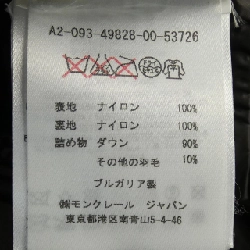 A2-093-49828-00-53726
表地 ナイロン 100%
裏地 ナイロン 100%
詰め物 ダウン 90%
その他の羽毛 10%
ブルガリア製
㈱モンクレール ジャパン
東京都港区南青山5-4-46